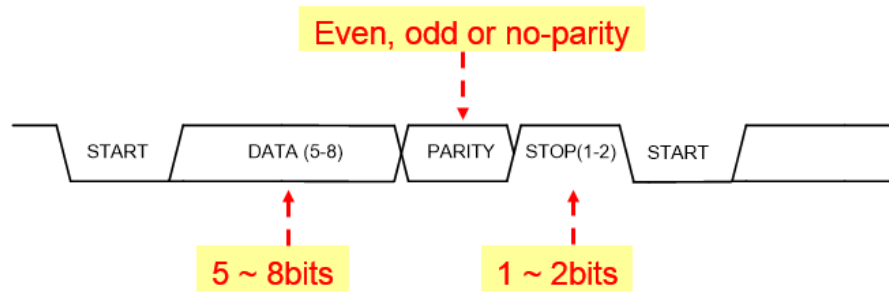 Even, odd or no-parity
START
DATA (5-8)
PARITY
STOP(1-2)
START
5 ~ 8bits
1 ~ 2bits